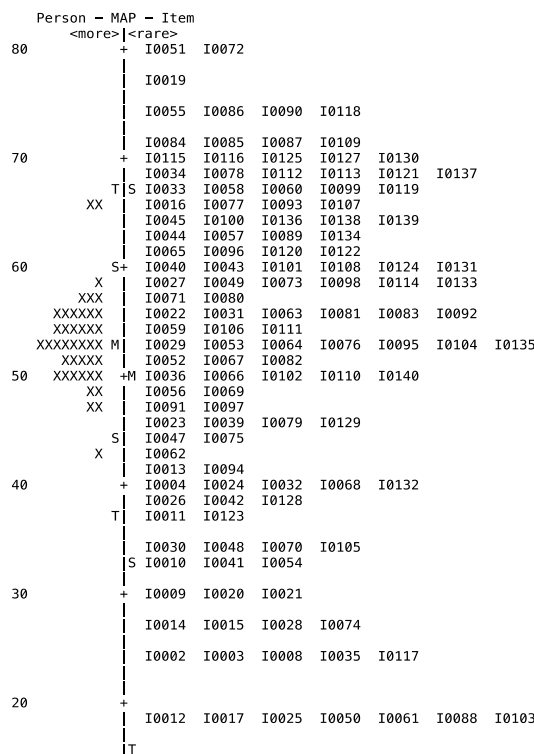 Person - MAP - Item
<more>|<rare>
80 + I0051 I0072
|
| I0019
|
| I0055 I0086 I0090 I0118
|
| I0084 I0085 I0087 I0109
70 + I0115 I0116 I0125 I0127 I0130
| I0034 I0078 I0112 I0113 I0121 I0137
T|S I0033 I0058 I0060 I0099 I0119
XX | I0016 I0077 I0093 I0107
| I0045 I0100 I0136 I0138 I0139
| I0044 I0057 I0089 I0134
| I0065 I0096 I0120 I0122
60 S+ I0040 I0043 I0101 I0108 I0124 I0131
X | I0027 I0049 I0073 I0098 I0114 I0133
XXX | I0071 I0080
XXXXX | I0022 I0031 I0063 I0081 I0083 I0092
XXXXXX | I0059 I0106 I0111
XXXXXXXX M| I0029 I0053 I0064 I0076 I0095 I0104 I0135
XXXXX | I0052 I0067 I0082
50 XXXXXX +M I0036 I0066 I0102 I0110 I0140
XX | I0056 I0069
XX | I0091 I0097
| I0023 I0039 I0079 I0129
S| I0047 I0075
X | I0062
| I0013 I0094
40 + I0004 I0024 I0032 I0068 I0132
| I0026 I0042 I0128
T| I0011 I0123
|
| I0030 I0048 I0070 I0105
|S I0010 I0041 I0054
|
30 + I0009 I0020 I0021
|
| I0014 I0015 I0028 I0074
|
| I0002 I0003 I0008 I0035 I0117
|
|
20 +
| I0012 I0017 I0025 I0050 I0061 I0088 I0103
|
|T